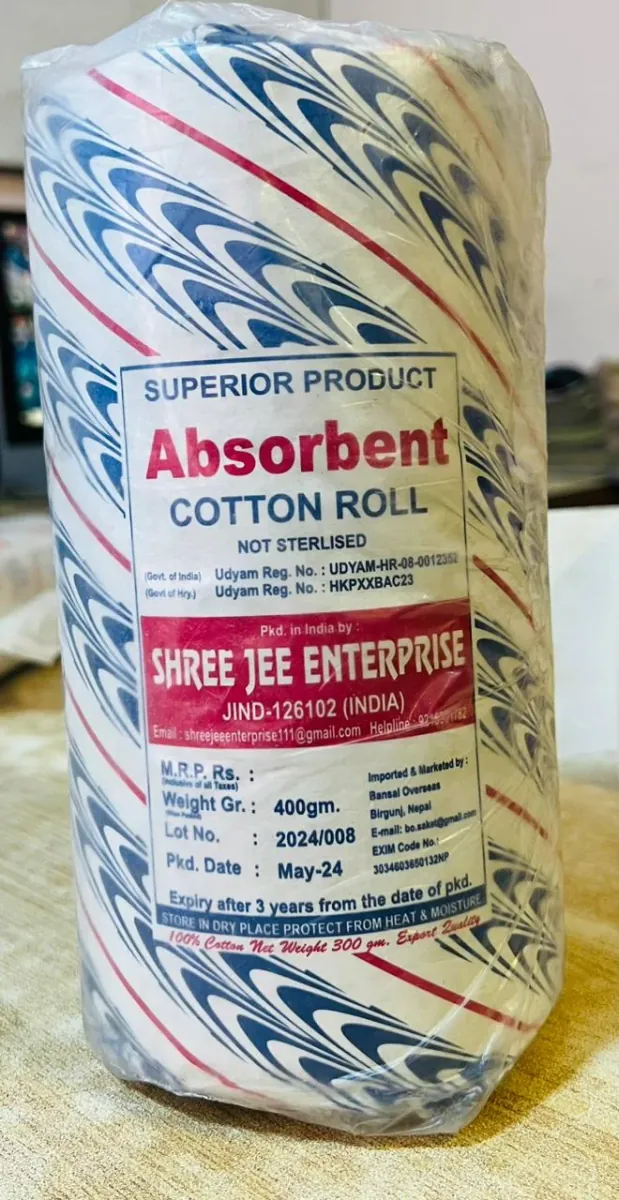 SUPERIOR PRODUCT
Absorbent
COTTON ROLL
NOT STERLISED
(Govt. of India) Udyam Reg. No. : UDYAM-HR-08-0012352
(Govt of Hry.) Udyam Reg. No. : HKPXXBAC23
Pkd. in India by :
SHREE JEE ENTERPRISE
JIND-126102 (INDIA)
Email : shreejeeenterprise111@gmail.com Helpline :
M.R.P. Rs. :
(Inclusive of all Taxes)
Weight Gr. : 400gm.
Lot No. : 2024/008
Pkd. Date : May-24
Imported & Marketed by :
Bansal Overseas
Birgunj, Nepal
E-mail: bo.saket@gmail.com
EXIM Code No.:
3034603650132NP
Expiry after 3 years from the date of pkd.
STORE IN DRY PLACE PROTECT FROM HEAT & MOISTURE
100% Cotton Net Weight 300 gm. Export Quality